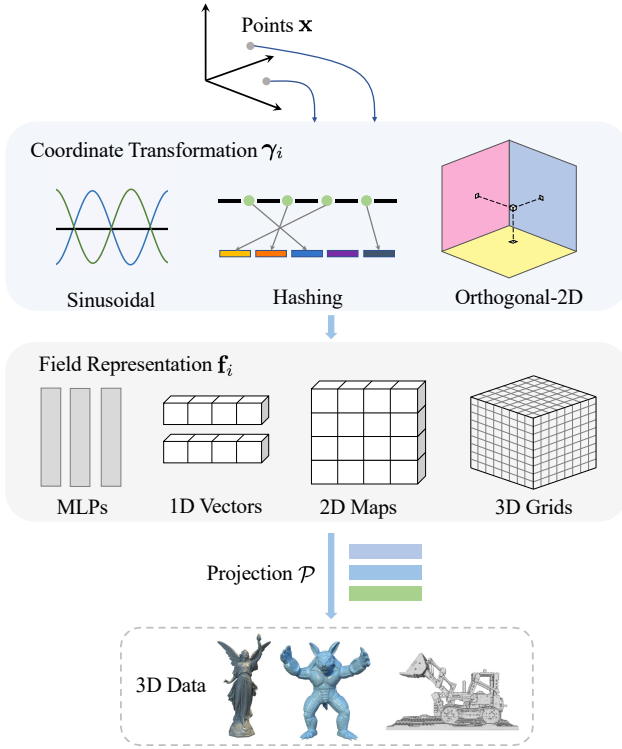 Points x
Coordinate Transformation γᵢ
Sinusoidal
Hashing
Orthogonal-2D
Field Representation fᵢ
MLPs
1D Vectors
2D Maps
3D Grids
Projection 𝒫
3D Data